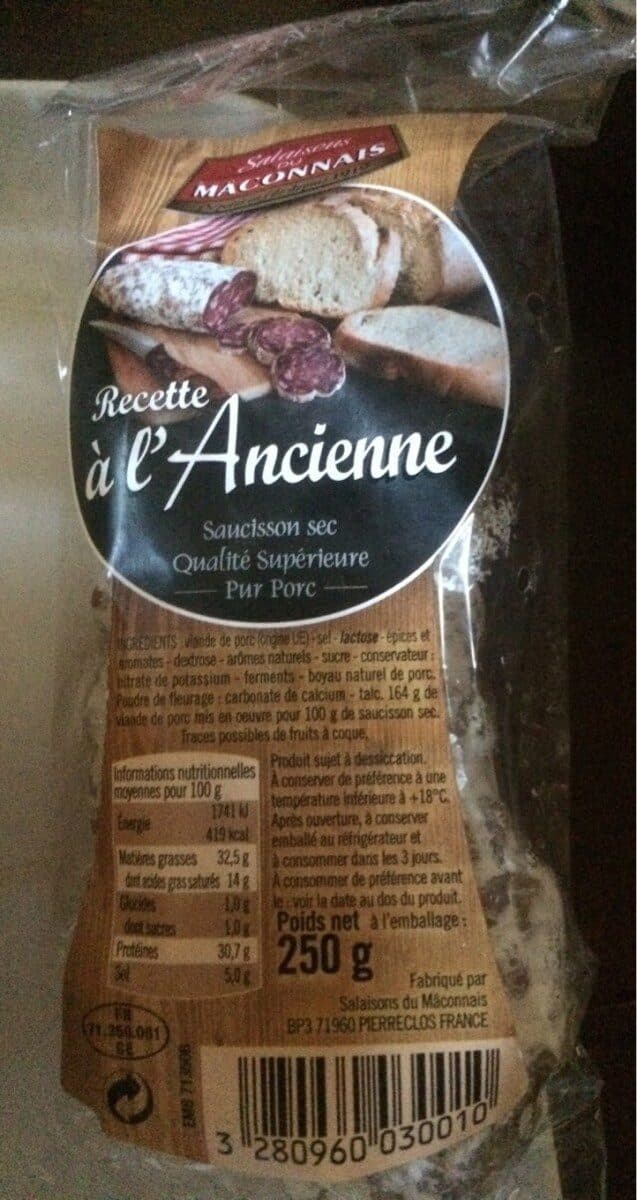 Salaisons
DU
MÂCONNAIS
Recette
à l'Ancienne
Saucisson sec
Qualité Supérieure
Pur Porc
INGRÉDIENTS : viande de porc (origine UE) - sel - lactose - épices et
aromates - dextrose - arômes naturels - sucre - conservateur :
nitrate de potassium - ferments - boyau naturel de porc.
Poudre de fleurage : carbonate de calcium - talc. 164 g de
viande de porc mis en oeuvre pour 100 g de saucisson sec.
Traces possibles de fruits à coque.
Informations nutritionnelles
moyennes pour 100 g
Energie 1741 kJ
419 kcal
Matières grasses 32,5 g
dont acides gras saturés 14 g
Glucides 1,0 g
dont sucres 1,0 g
Protéines 30,7 g
Sel 5,0 g
Produit sujet à dessiccation.
A conserver de préférence à une
température inférieure à +18°C.
Après ouverture, à conserver
emballé au réfrigérateur et
à consommer dans les 3 jours.
A consommer de préférence avant
le : voir la date au dos du produit.
Poids net à l'emballage :
250 g
Fabriqué par
Salaisons du Mâconnais
BP3 71960 PIERRECLOS FRANCE
FR
71.350.001
CE
3 280960 030010